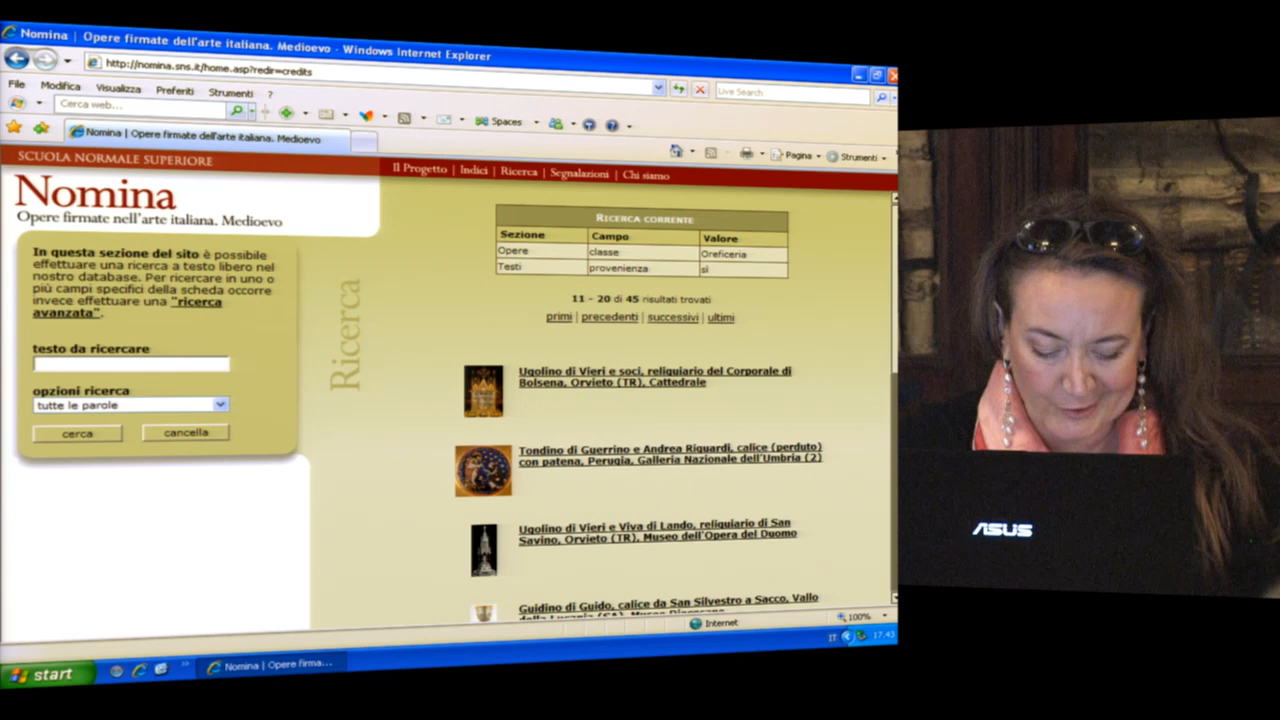 Nomina | Opere firmate dell'arte italiana. Medioevo - Windows Internet Explorer
http://nomina.sns.it/home.asp?redir=credits
Live Search
File Modifica Visualizza Preferiti Strumenti ?
Cerca web...
Spaces
Nomina | Opere firmate dell'arte italiana. Medioevo
Pagina Strumenti
SCUOLA NORMALE SUPERIORE
Il Progetto | Indici | Ricerca | Segnalazioni | Chi siamo
Nomina
Opere firmate nell'arte italiana. Medioevo
In questa sezione del sito è possibile
effettuare una ricerca a testo libero nel
nostro database. Per ricercare in uno o
più campi specifici della scheda occorre
invece effettuare una "ricerca
avanzata".
testo da ricercare
opzioni ricerca
tutte le parole
cerca cancella
Ricerca
RICERCA CORRENTE
Sezione Campo Valore
Opere classe Oreficeria
Testi provenienza si
11 - 20 di 45 risultati trovati
primi | precedenti | successivi | ultimi
Ugolino di Vieri e soci, reliquiario del Corporale di
Bolsena, Orvieto (TR), Cattedrale
Tondino di Guerrino e Andrea Riguardi, calice (perduto)
con patena, Perugia, Galleria Nazionale dell'Umbria (2)
Ugolino di Vieri e Viva di Lando, reliquiario di San
Savino, Orvieto (TR), Museo dell'Opera del Duomo
Guidino di Guido, calice da San Silvestro a Sacco, Vallo
della Lucania (SA), Museo Diocesano
Internet
100%
start
Nomina | Opere firma...
IT
17.43
ASUS